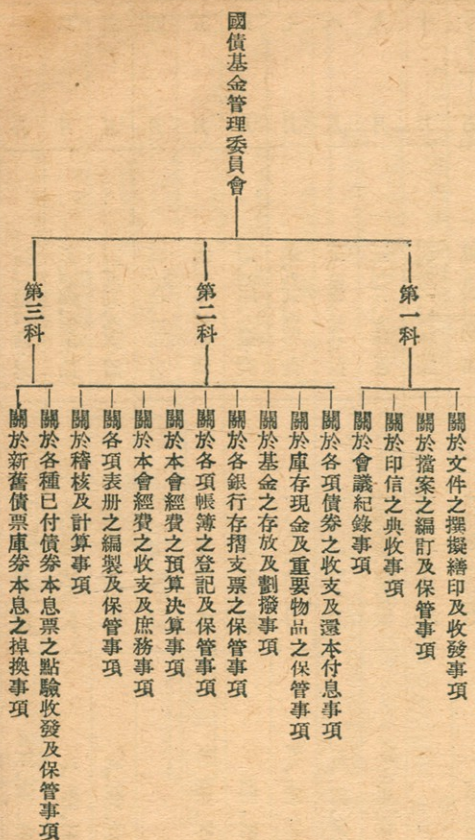 國債基金管理委員會
第一科
關於文件之撰擬繕印及收發事項
關於擋案之編訂及保管事項
關於印信之典收事項
關於會議紀錄事項
第二科
關於各項債券之收支及還本付息事項
關於庫存現金及重要物品之保管事項
關於基金之存放及劃撥事項
關於各銀行存摺支票之保管事項
關於各項帳簿之登記及保管事項
關於本會經費之預算決算事項
關於本會經費之收支及庶務事項
關於各項表册之編製及保管事項
關於稽核及計算事項
第三科
關於各種已付債券本息票之點驗收發及保管事項
關於新舊債票庫券本息之掉換事項